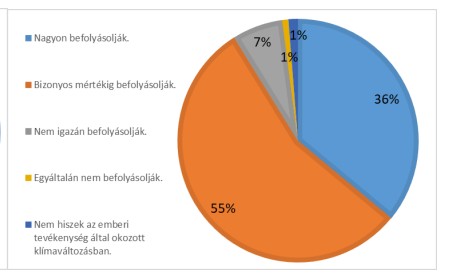 Nagyon befolyásolják.
Bizonyos mértékig befolyásolják.
Nem igazán befolyásolják.
Egyáltalán nem befolyásolják.
Nem hiszek az emberi
tevékenység által okozott
klímaváltozásban.
36%
55%
7%
1%
1%